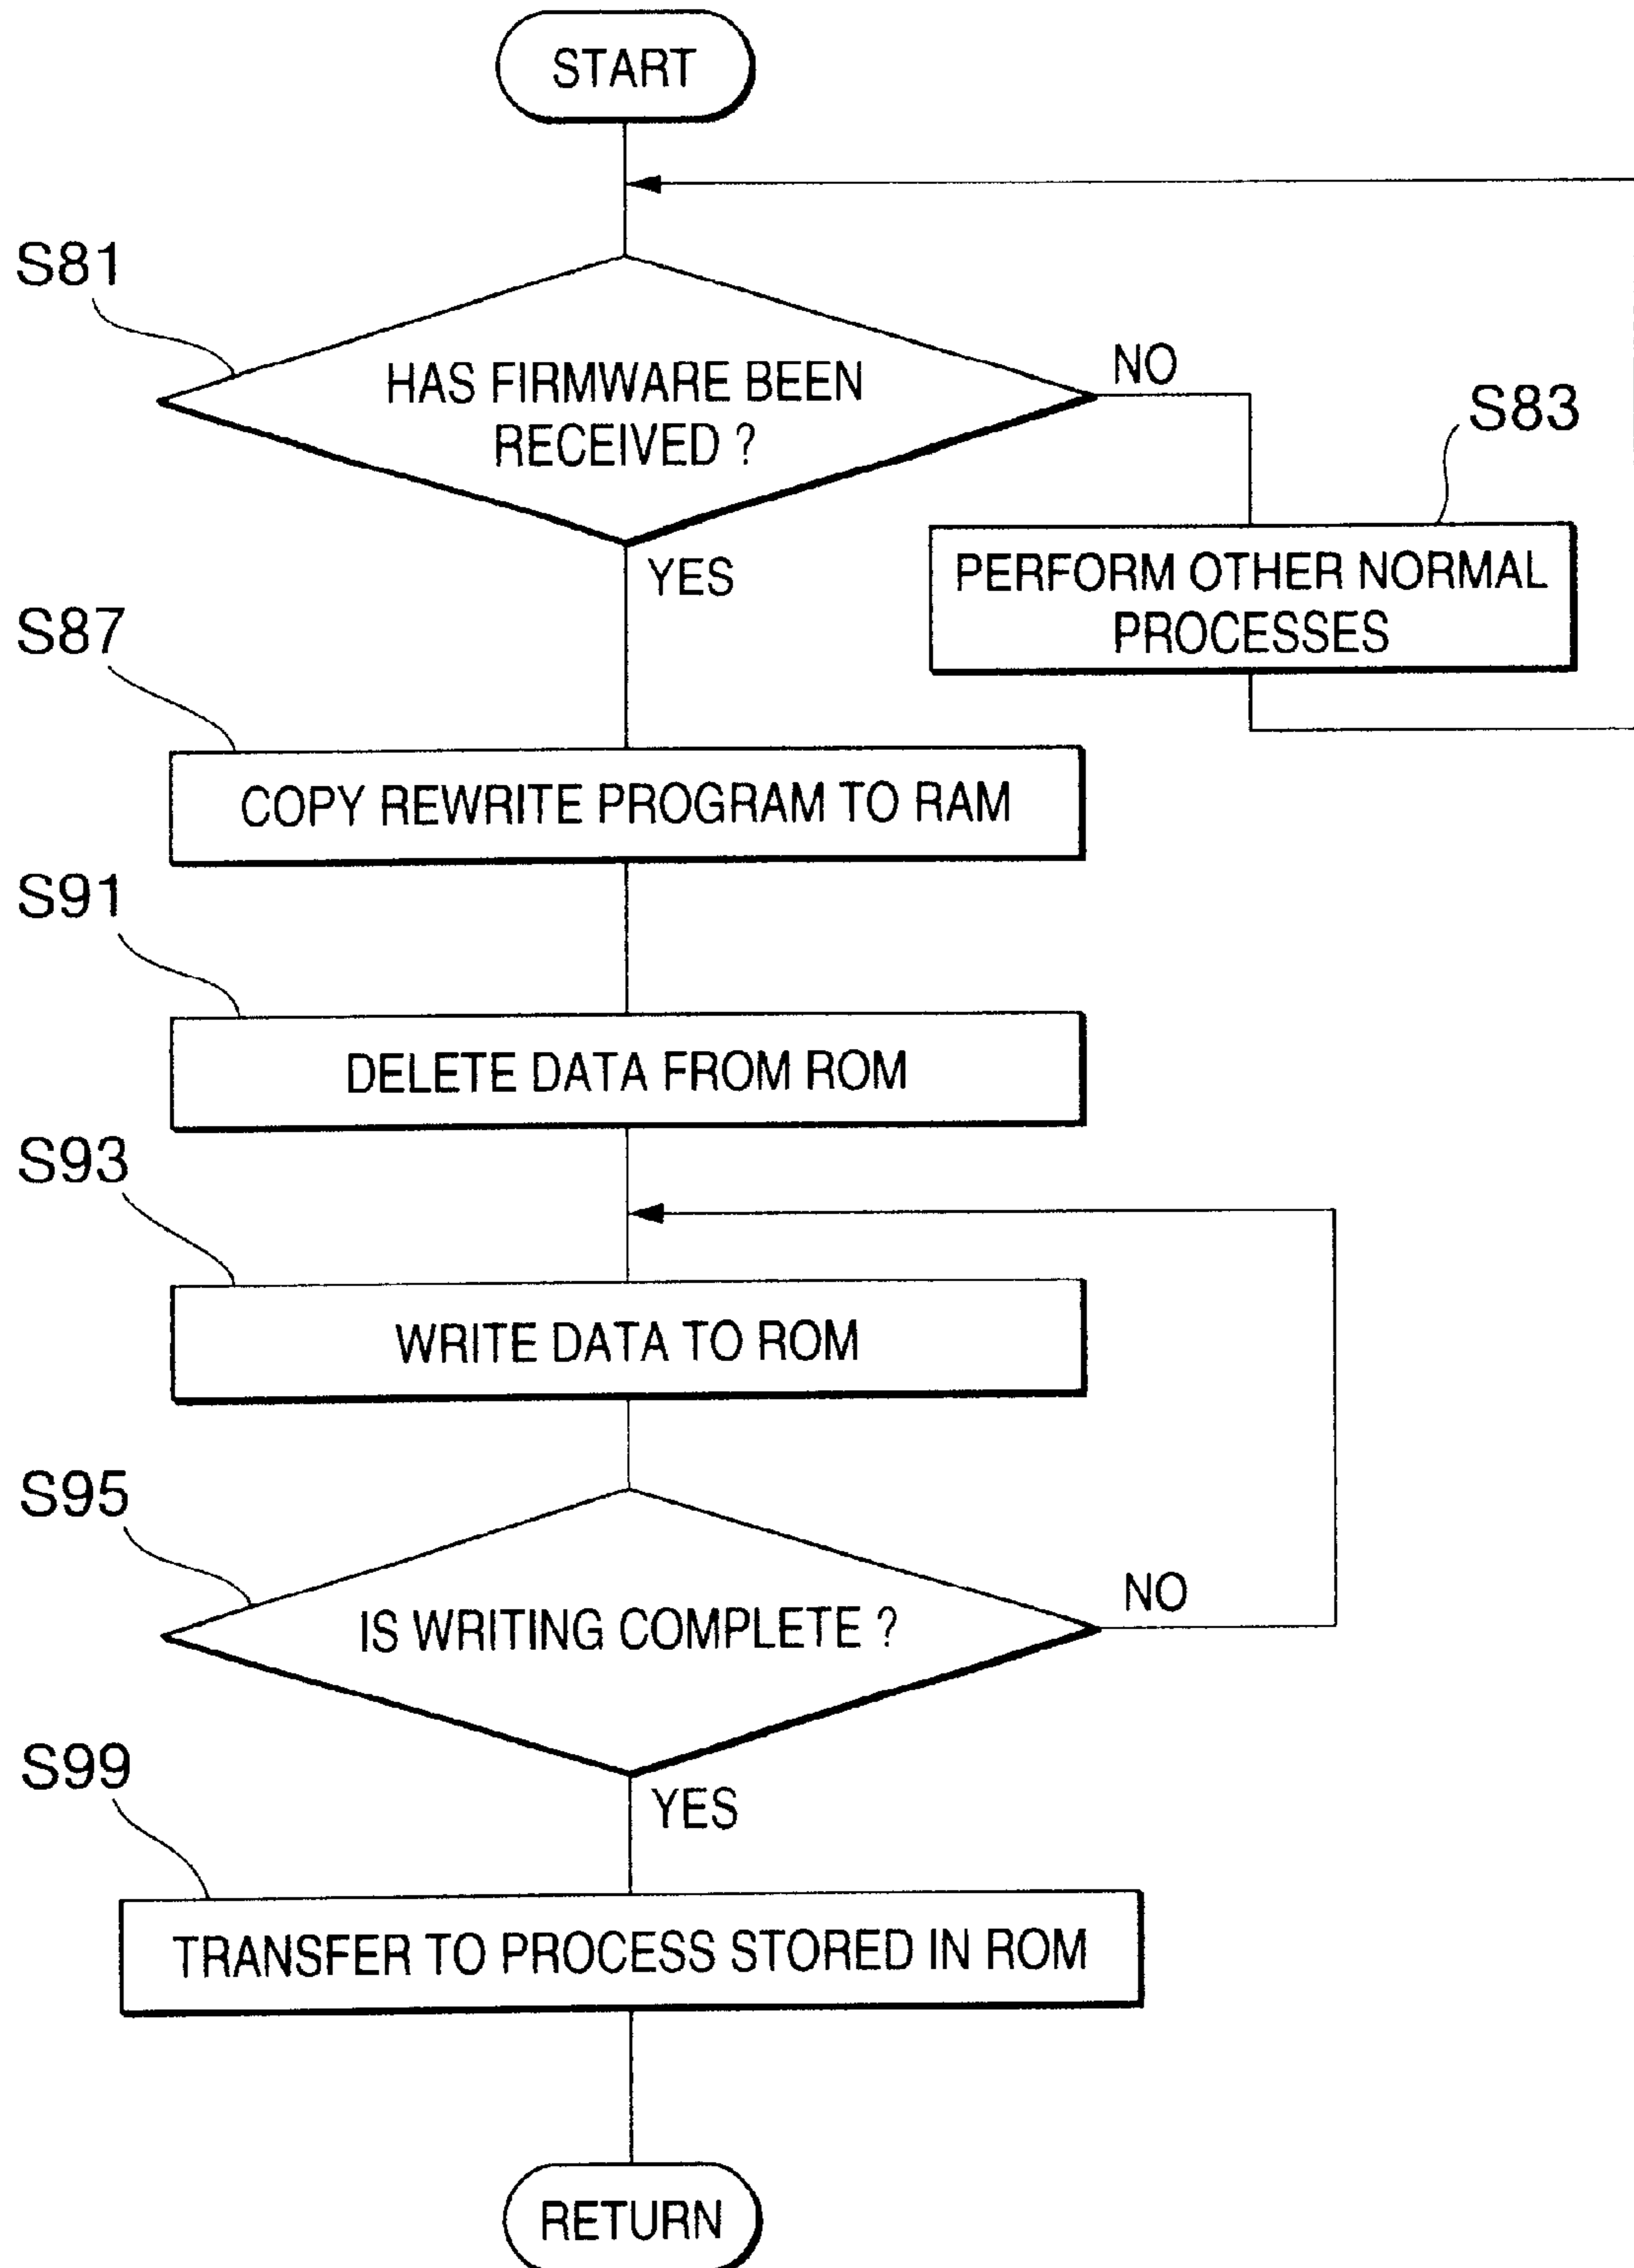 START
S81
HAS FIRMWARE BEEN
RECEIVED ?
NO
S83
YES
PERFORM OTHER NORMAL
PROCESSES
S87
COPY REWRITE PROGRAM TO RAM
S91
DELETE DATA FROM ROM
S93
WRITE DATA TO ROM
S95
IS WRITING COMPLETE ?
NO
S99
YES
TRANSFER TO PROCESS STORED IN ROM
RETURN